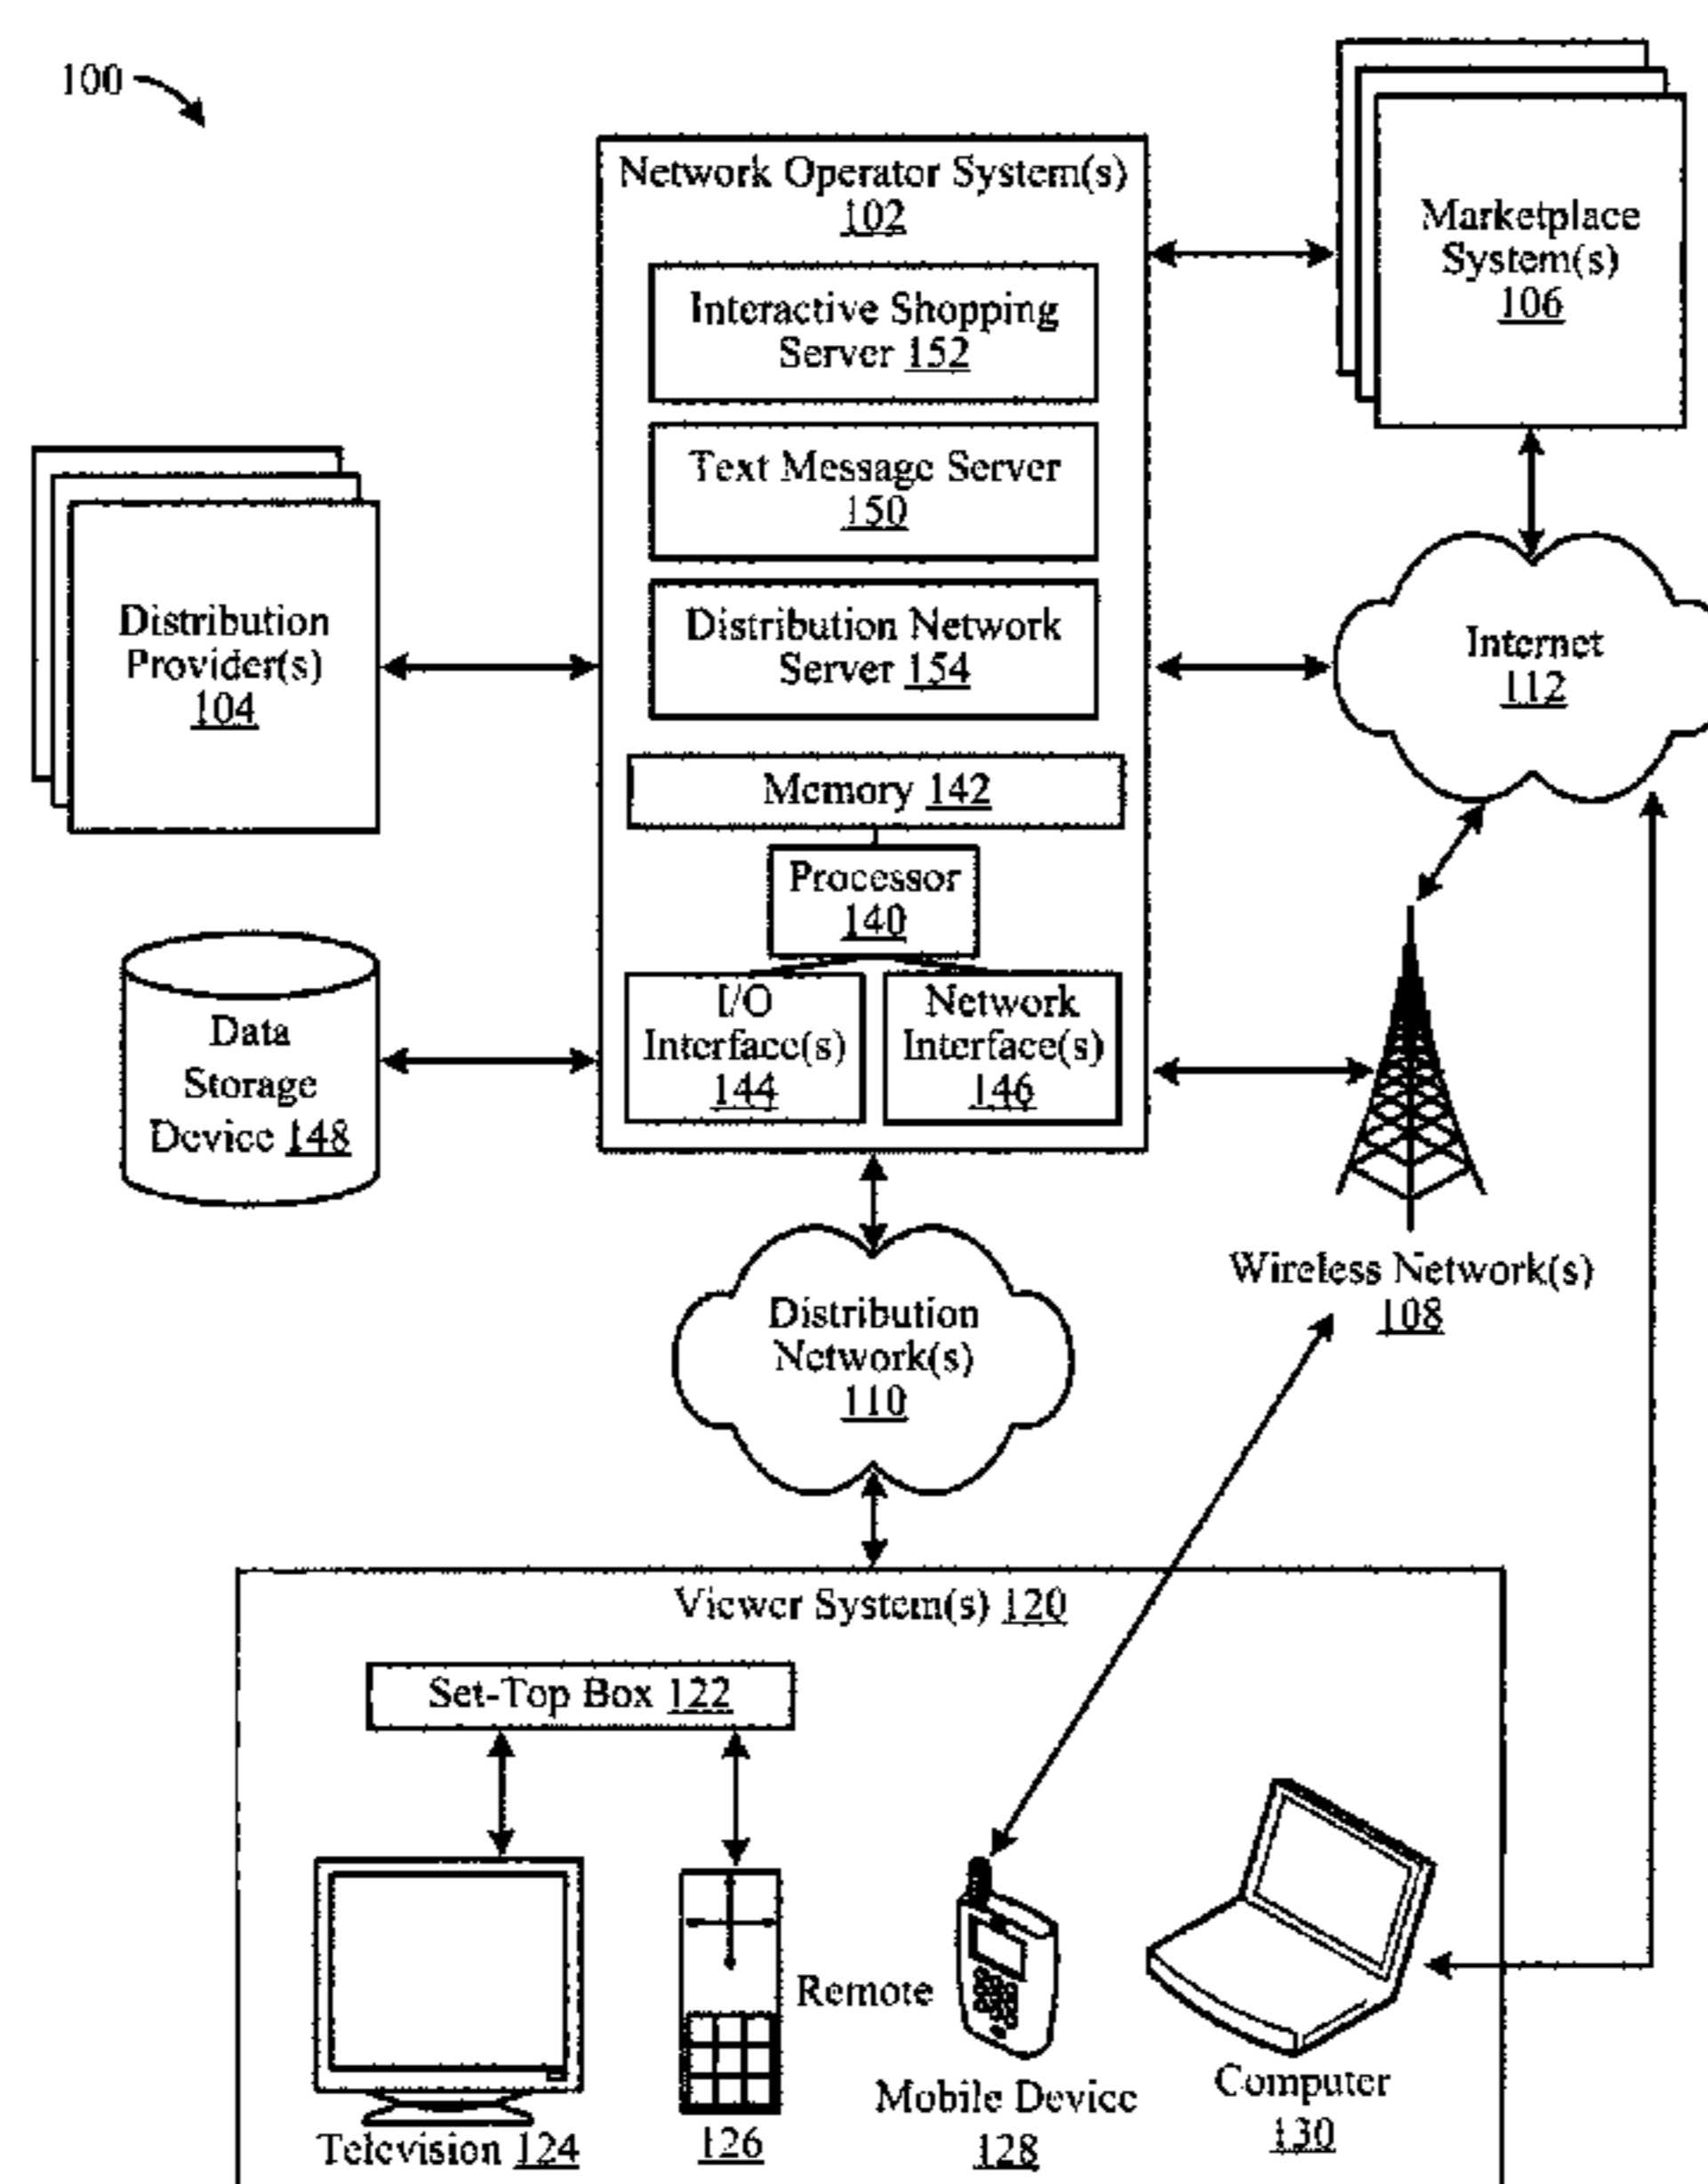 100
Network Operator System(s)
102
Interactive Shopping
Server 152
Text Message Server
150
Distribution Network
Server 154
Memory 142
Processor
140
I/O
Interface(s)
144
Network
Interface(s)
146
Marketplace
System(s)
106
Distribution
Provider(s)
104
Internet
112
Data
Storage
Device 148
Wireless Network(s)
108
Distribution
Network(s)
110
Viewer System(s) 120
Set-Top Box 122
Television 124
Remote
126
Mobile Device
128
Computer
130